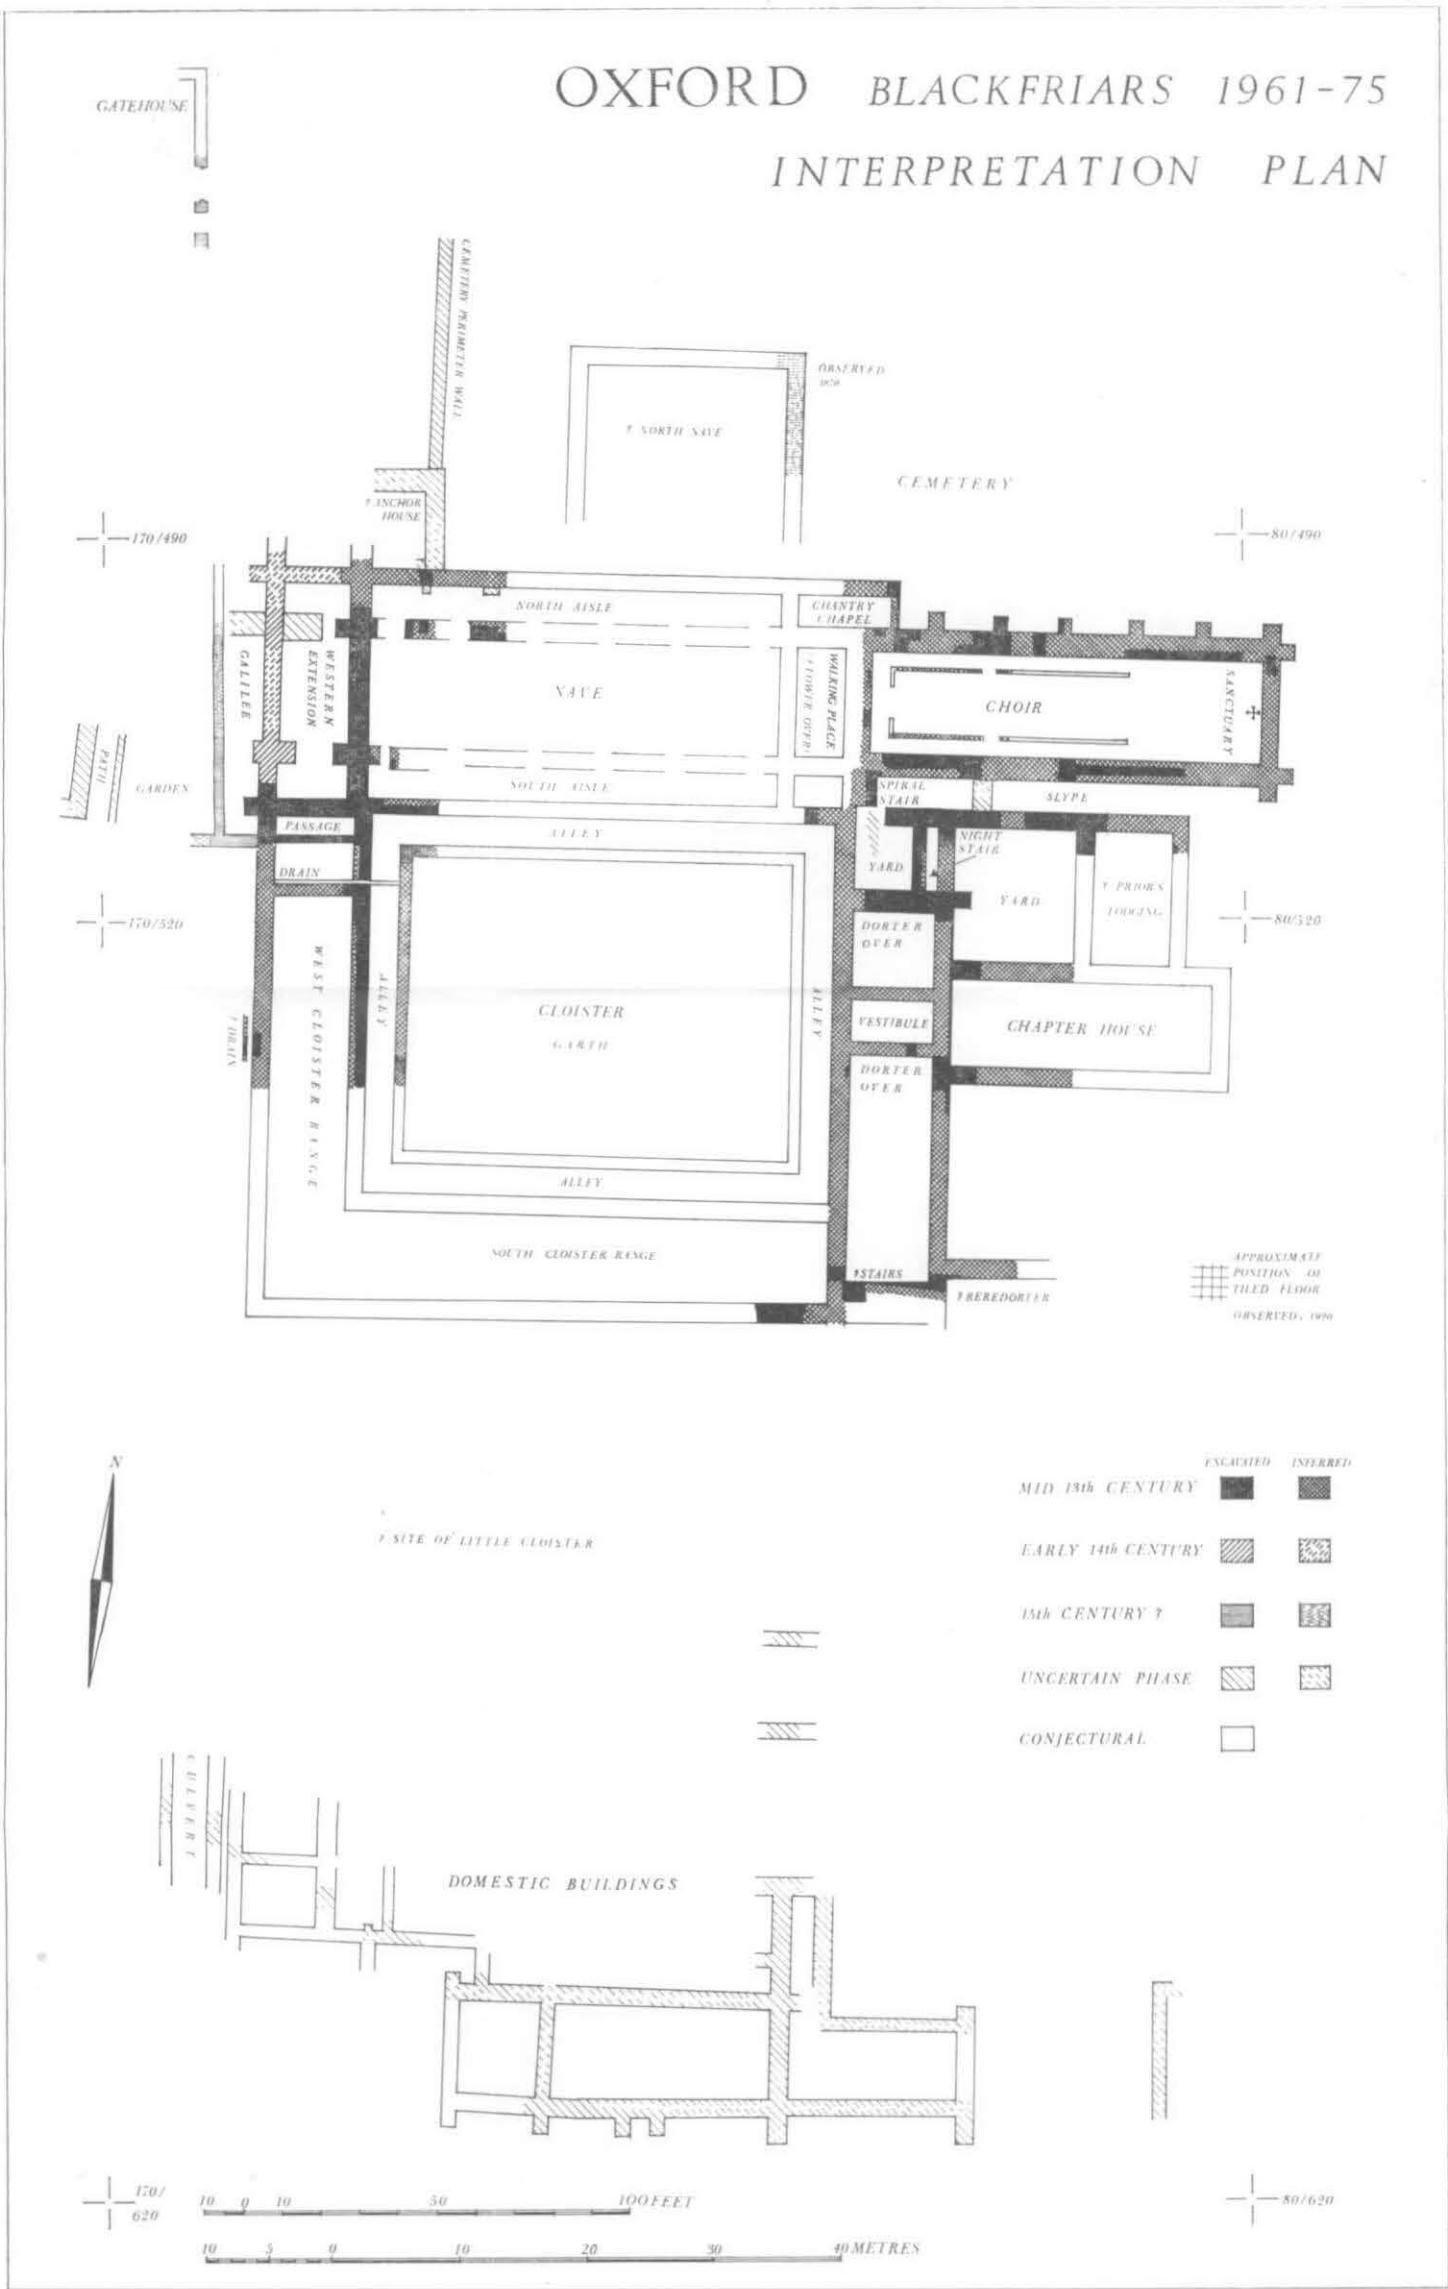 OXFORD BLACKFRIARS 1961-75
INTERPRETATION PLAN
GATEHOUSE
CEMETERY PERIMETER WALL
OBSERVED
? NORTH NAVE
CEMETERY
? ANCHOR
HOUSE
170/490
80/490
NORTH AISLE
CHANTRY
CHAPEL
GALILEE
WESTERN
EXTENSION
NAVE
WALKING PLACE
(TOWER OVER)
CHOIR
SANCTUARY
PATH
GARDEN
SOUTH AISLE
SPIRAL
STAIR
SLYPE
PASSAGE
ALLEY
NIGHT
STAIR
YARD
DRAIN
YARD
? PRIOR'S
LODGING
170/520
80/520
DORTER
OVER
WEST CLOISTER RANGE
ALLEY
CLOISTER
GARTH
ALLEY
VESTIBULE
CHAPTER HOUSE
? DRAIN
DORTER
OVER
ALLEY
SOUTH CLOISTER RANGE
? STAIRS
? REREDORTER
APPROXIMATE
POSITION OF
TILED FLOOR
OBSERVED,
N
EXCAVATED INFERRED
MID 13th CENTURY
EARLY 14th CENTURY
15th CENTURY ?
UNCERTAIN PHASE
CONJECTURAL
? SITE OF LITTLE CLOISTER
CULVERT
DOMESTIC BUILDINGS
170/
620
80/620
10 0 10 50 100 FEET
10 5 0 10 20 30 40 METRES